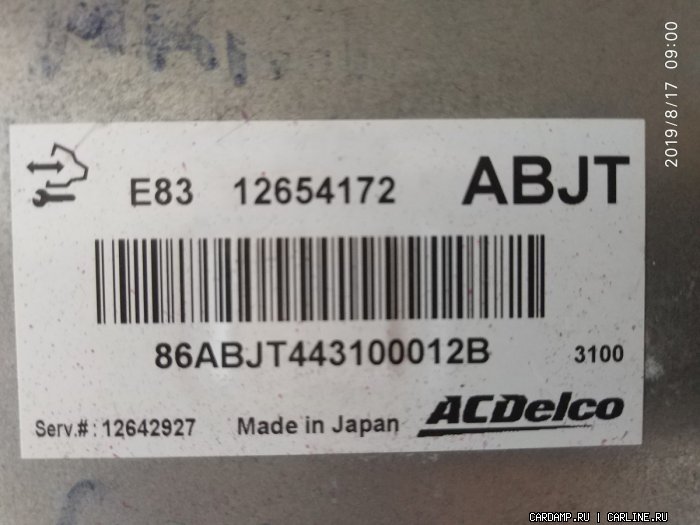 2019/8/17 09:00
E83 12654172 ABJT
86ABJT443100012B 3100
Serv.#: 12642927 Made in Japan ACDelco
CARDAMP.RU | CARLINE.RU